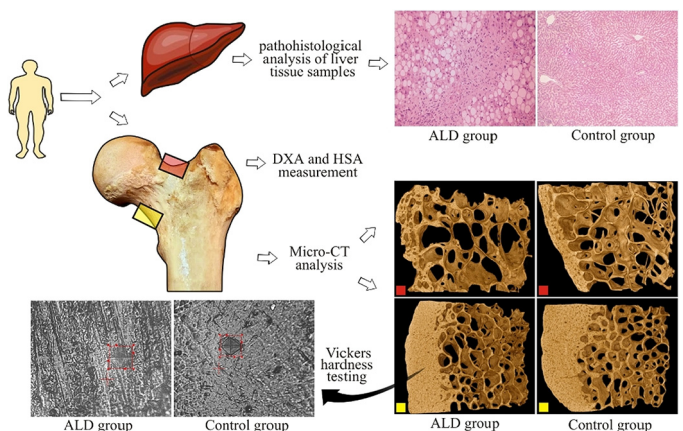 pathohistological
analysis of liver
tissue samples
ALD group
Control group
DXA and HSA
measurement
Micro-CT
analysis
Vickers
hardness
testing
ALD group
Control group
ALD group
Control group